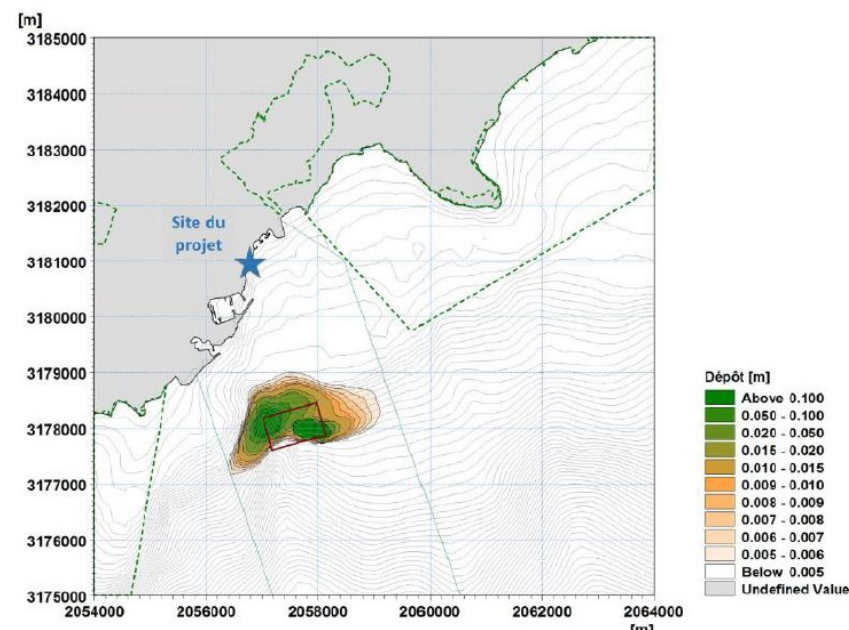 [m]
3185000
3184000
3183000
3182000
3181000
3180000
3179000
3178000
3177000
3176000
3175000
Site du
projet
2054000 2056000 2058000 2060000 2062000 2064000
[m]
Dépôt [m]
Above 0.100
0.050 - 0.100
0.020 - 0.050
0.015 - 0.020
0.010 - 0.015
0.009 - 0.010
0.008 - 0.009
0.007 - 0.008
0.006 - 0.007
0.005 - 0.006
Below 0.005
Undefined Value